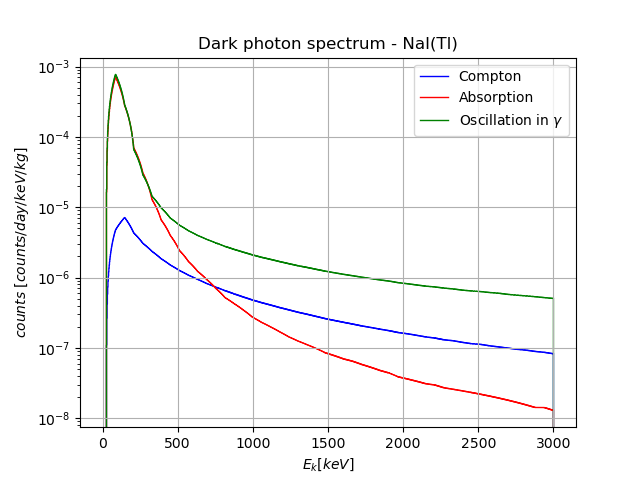 Dark photon spectrum - NaI(Tl)
Compton
Absorption
Oscillation in γ
counts [counts/day/keV/kg]
10⁻³
10⁻⁴
10⁻⁵
10⁻⁶
10⁻⁷
10⁻⁸
0 500 1000 1500 2000 2500 3000
Eₖ[keV]